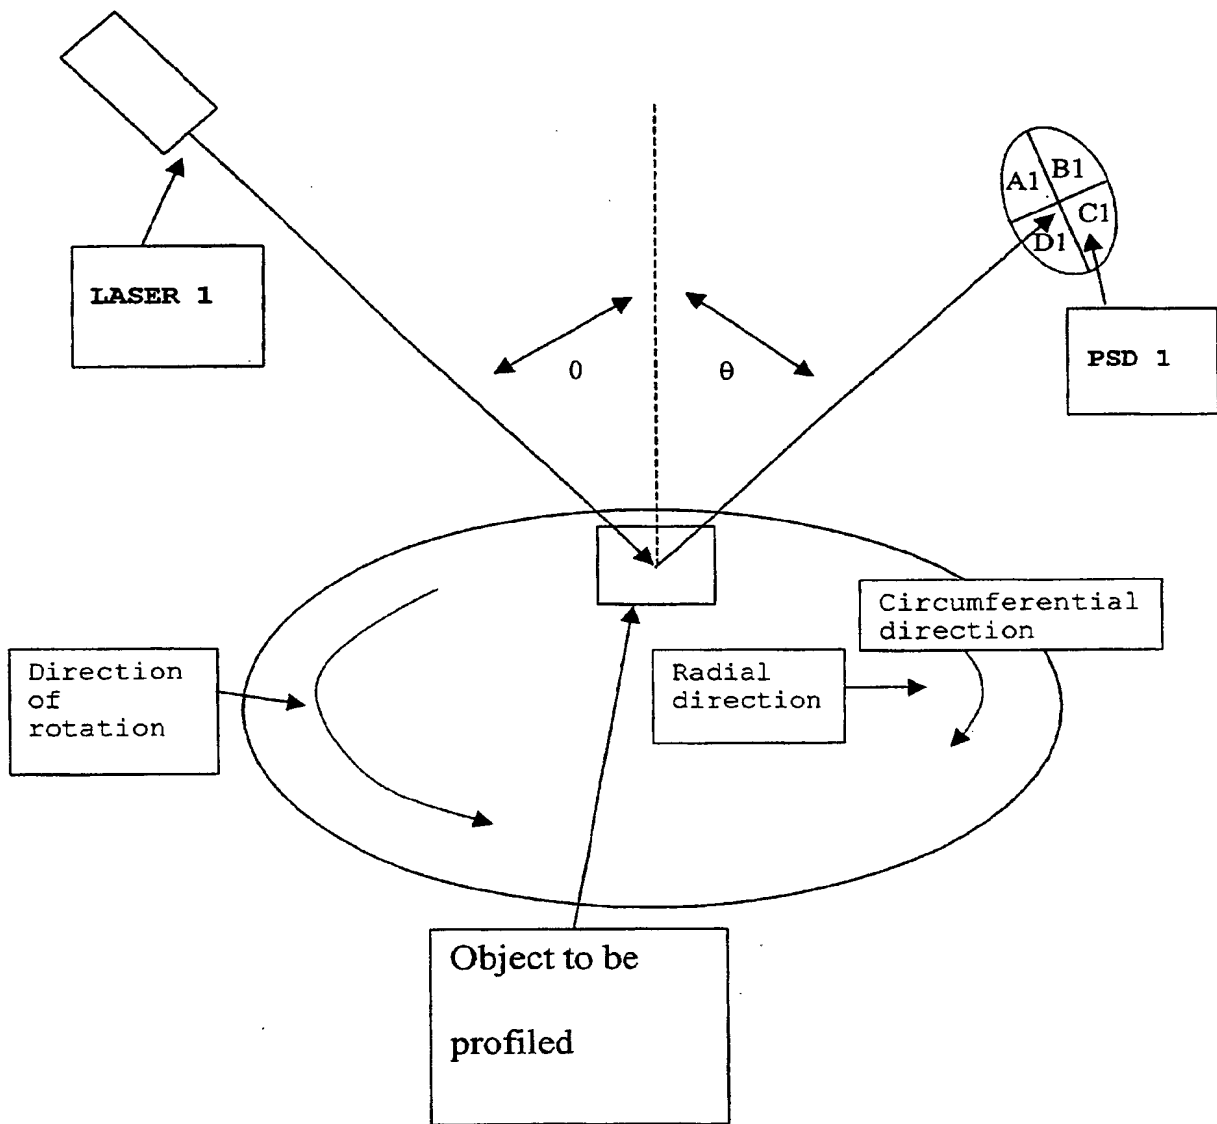 A1
B1
C1
D1
LASER 1
PSD 1
θ
θ
Circumferential
direction
Direction
of
rotation
Radial
direction
Object to be
profiled